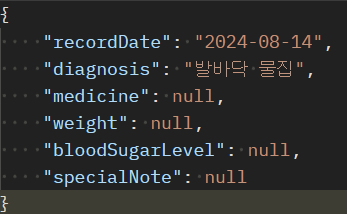 {
    "recordDate": "2024-08-14",
    "diagnosis": "발바닥 물집",
    "medicine": null,
    "weight": null,
    "bloodSugarLevel": null,
    "specialNote": null
}